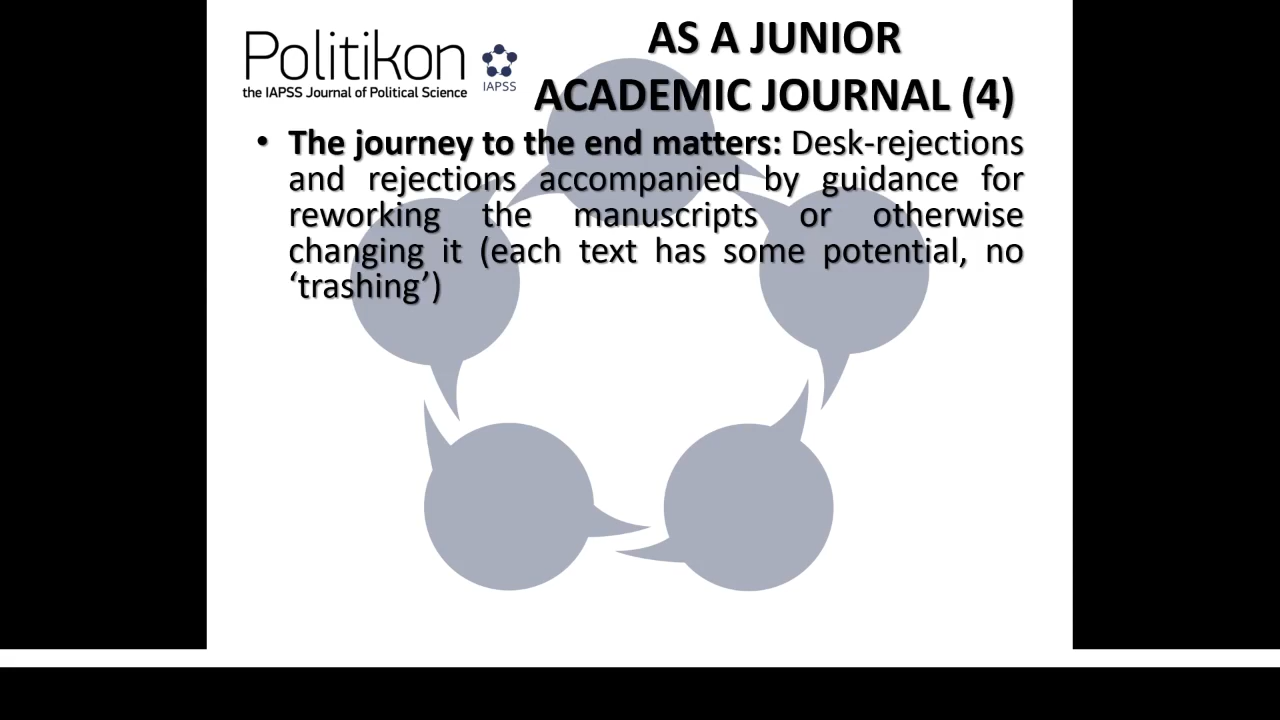 Politikon
the IAPSS Journal of Political Science
IAPSS
AS A JUNIOR
ACADEMIC JOURNAL (4)
• The journey to the end matters: Desk-rejections
and rejections accompanied by guidance for
reworking the manuscripts or otherwise
changing it (each text has some potential, no
‘trashing’)